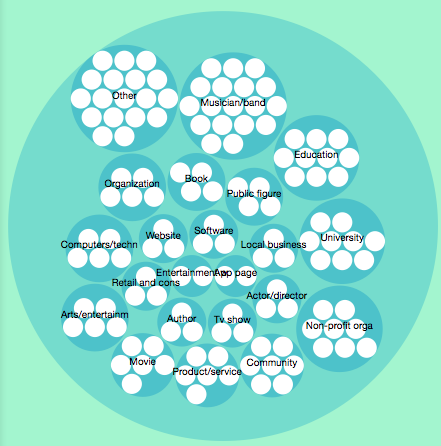 Other
Musician/band
Education
Organization
Book
Public figure
Website
Software
Computers/techn
Local business
University
Entertainment
App page
Retail and cons
Actor/director
Arts/entertainm
Author
Tv show
Non-profit orga
Movie
Product/service
Community